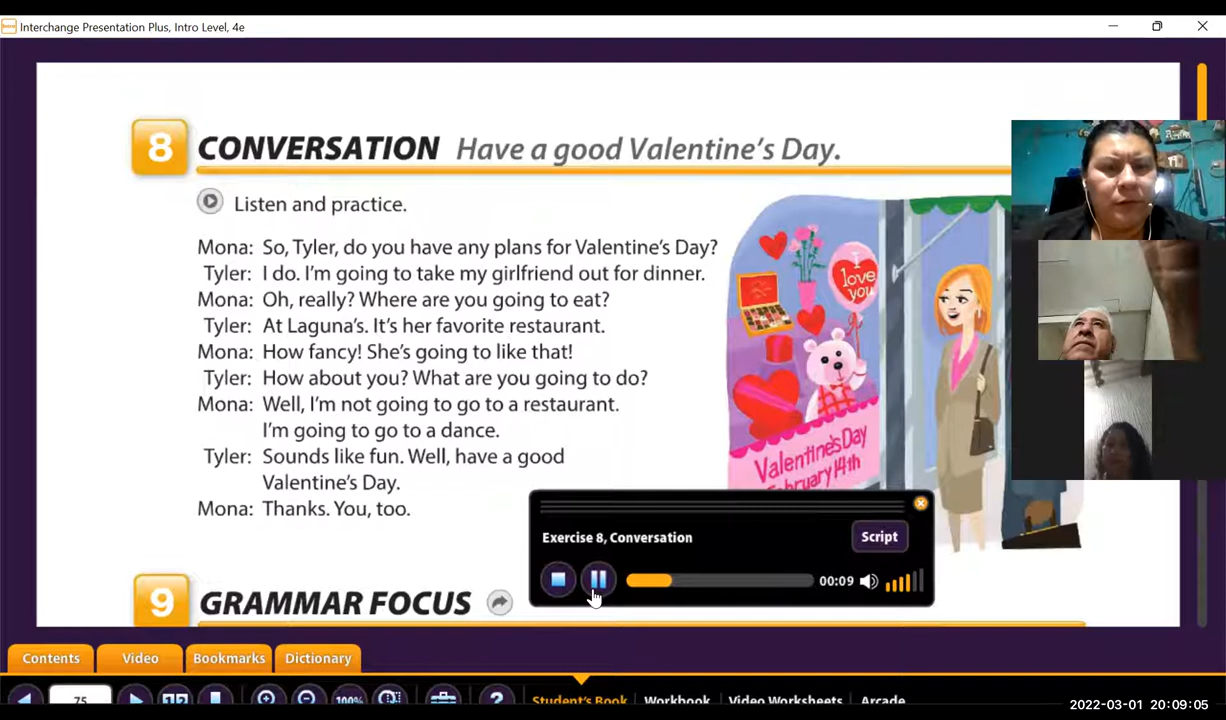 Interchange Presentation Plus, Intro Level, 4e
8 CONVERSATION Have a good Valentine's Day.
Listen and practice.
Mona: So, Tyler, do you have any plans for Valentine's Day?
Tyler: I do. I'm going to take my girlfriend out for dinner.
Mona: Oh, really? Where are you going to eat?
Tyler: At Laguna's. It's her favorite restaurant.
Mona: How fancy! She's going to like that!
Tyler: How about you? What are you going to do?
Mona: Well, I'm not going to go to a restaurant.
I'm going to go to a dance.
Tyler: Sounds like fun. Well, have a good
Valentine's Day.
Mona: Thanks. You, too.
I love you
Valentine's Day
February 14th
Exercise 8, Conversation
Script
00:09
9 GRAMMAR FOCUS
Contents Video Bookmarks Dictionary
75 100% ? Student's Book Workbook Video Worksheets Arcade
2022-03-01 20:09:05